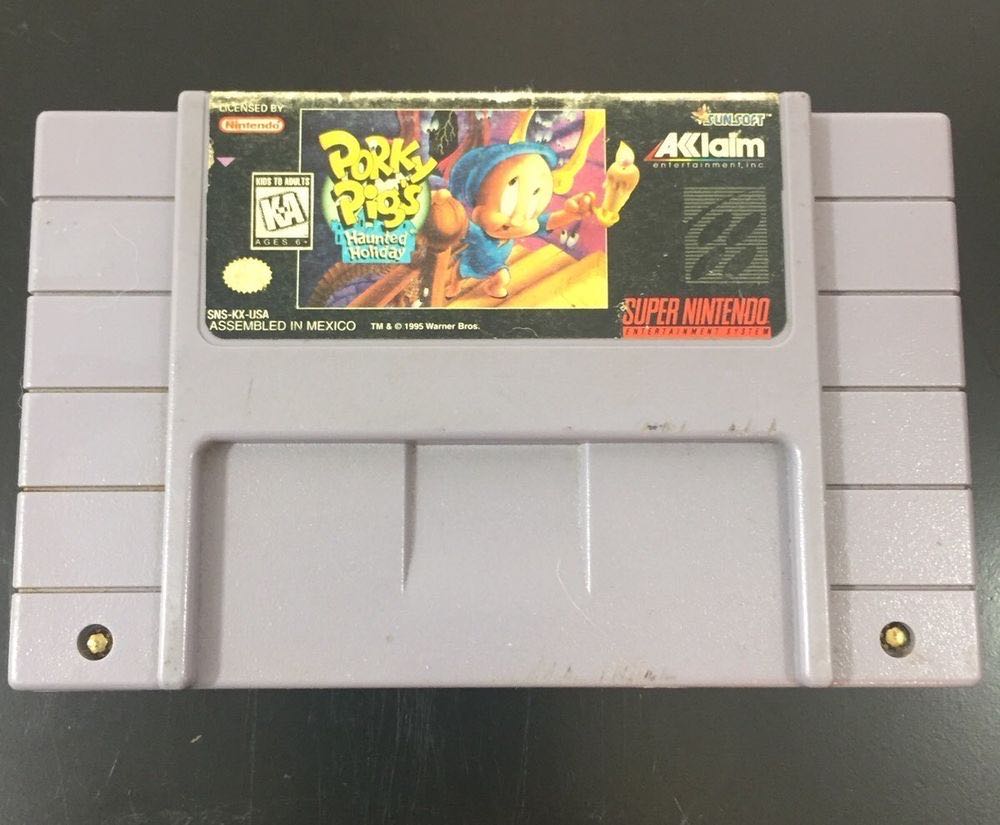 LICENSED BY
Nintendo
SUNSOFT™
AKKlaim
entertainment, inc
PORKY
Pig's
Haunted
Holiday
KIDS TO ADULTS
K-A
AGES 6+
SNS-KX-USA
ASSEMBLED IN MEXICO
TM & © 1995 Warner Bros.
SUPER NINTENDO
ENTERTAINMENT SYSTEM